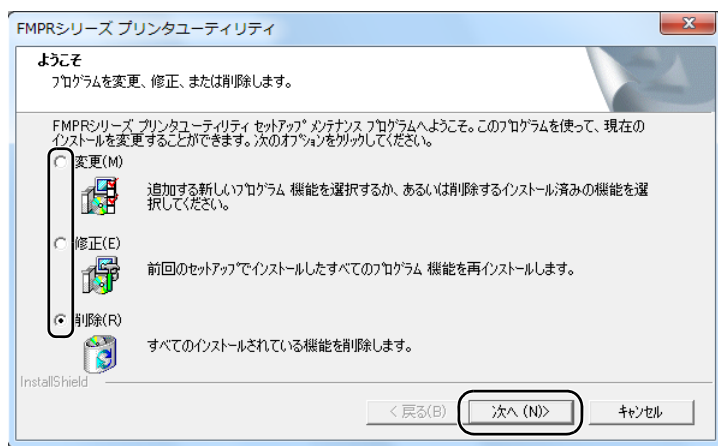 FMPRシリーズ プリンタユーティリティ
ようこそ
プログラムを変更、修正、または削除します。
FMPRシリーズ プリンタユーティリティ セットアップ メンテナンス プログラムへようこそ。このプログラムを使って、現在の
インストールを変更することができます。次のオプションをクリックしてください。
変更(M)
追加する新しいプログラム 機能を選択するか、あるいは削除するインストール済みの機能を選
択してください。
修正(E)
前回のセットアップでインストールしたすべてのプログラム 機能を再インストールします。
削除(R)
すべてのインストールされている機能を削除します。
InstallShield
< 戻る(B)
次へ (N)>
キャンセル